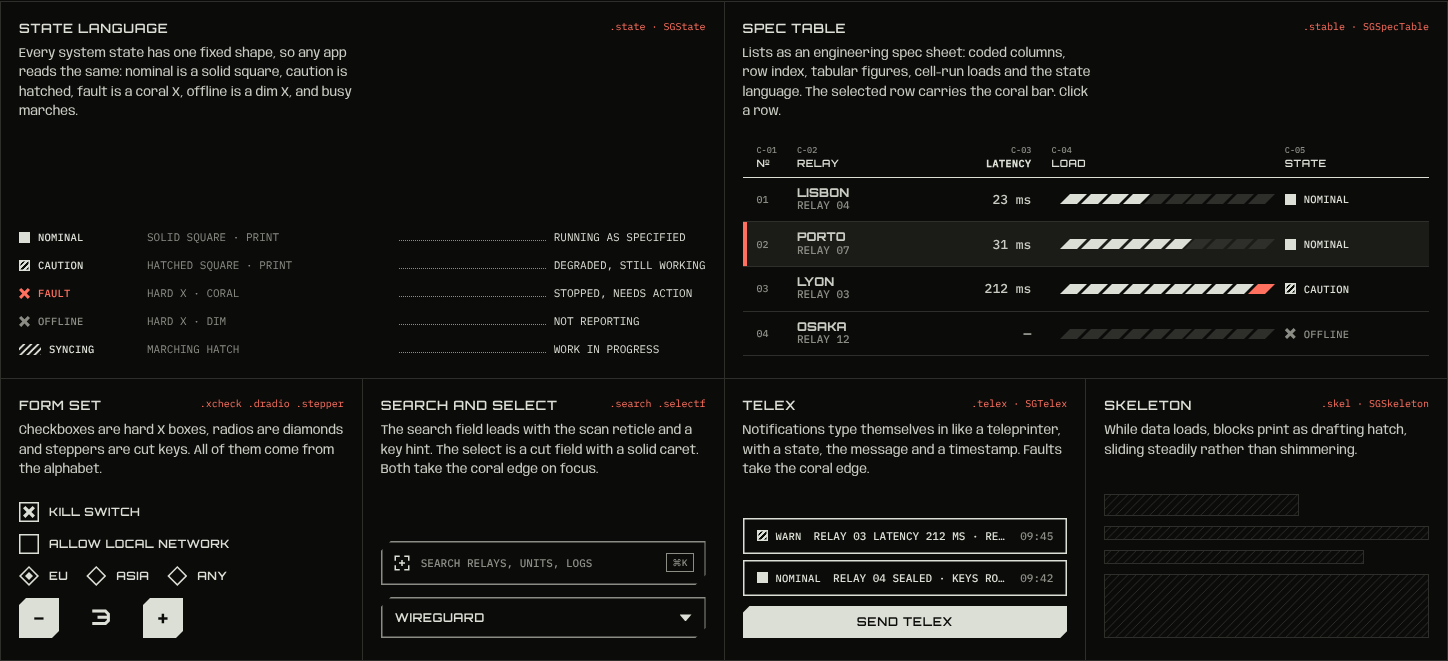 STATE LANGUAGE
.state · SGState
Every system state has one fixed shape, so any app
reads the same: nominal is a solid square, caution is
hatched, fault is a coral X, offline is a dim X, and busy
marches.
NOMINAL SOLID SQUARE · PRINT RUNNING AS SPECIFIED
CAUTION HATCHED SQUARE · PRINT DEGRADED, STILL WORKING
FAULT HARD X · CORAL STOPPED, NEEDS ACTION
OFFLINE HARD X · DIM NOT REPORTING
SYNCING MARCHING HATCH WORK IN PROGRESS
SPEC TABLE
.stable · SGSpecTable
Lists as an engineering spec sheet: coded columns,
row index, tabular figures, cell-run loads and the state
language. The selected row carries the coral bar. Click
a row.
C-01 C-02 C-03 C-04 C-05
Nº RELAY LATENCY LOAD STATE
01 LISBON 23 ms NOMINAL
RELAY 04
02 PORTO 31 ms NOMINAL
RELAY 07
03 LYON 212 ms CAUTION
RELAY 03
04 OSAKA — OFFLINE
RELAY 12
FORM SET
.xcheck .dradio .stepper
Checkboxes are hard X boxes, radios are diamonds
and steppers are cut keys. All of them come from
the alphabet.
KILL SWITCH
ALLOW LOCAL NETWORK
EU ASIA ANY
− 3 +
SEARCH AND SELECT
.search .selectf
The search field leads with the scan reticle and a
key hint. The select is a cut field with a solid caret.
Both take the coral edge on focus.
SEARCH RELAYS, UNITS, LOGS ⌘K
WIREGUARD
TELEX
.telex · SGTelex
Notifications type themselves in like a teleprinter,
with a state, the message and a timestamp. Faults
take the coral edge.
WARN RELAY 03 LATENCY 212 MS · RE… 09:45
NOMINAL RELAY 04 SEALED · KEYS RO… 09:42
SEND TELEX
SKELETON
.skel · SGSkeleton
While data loads, blocks print as drafting hatch,
sliding steadily rather than shimmering.